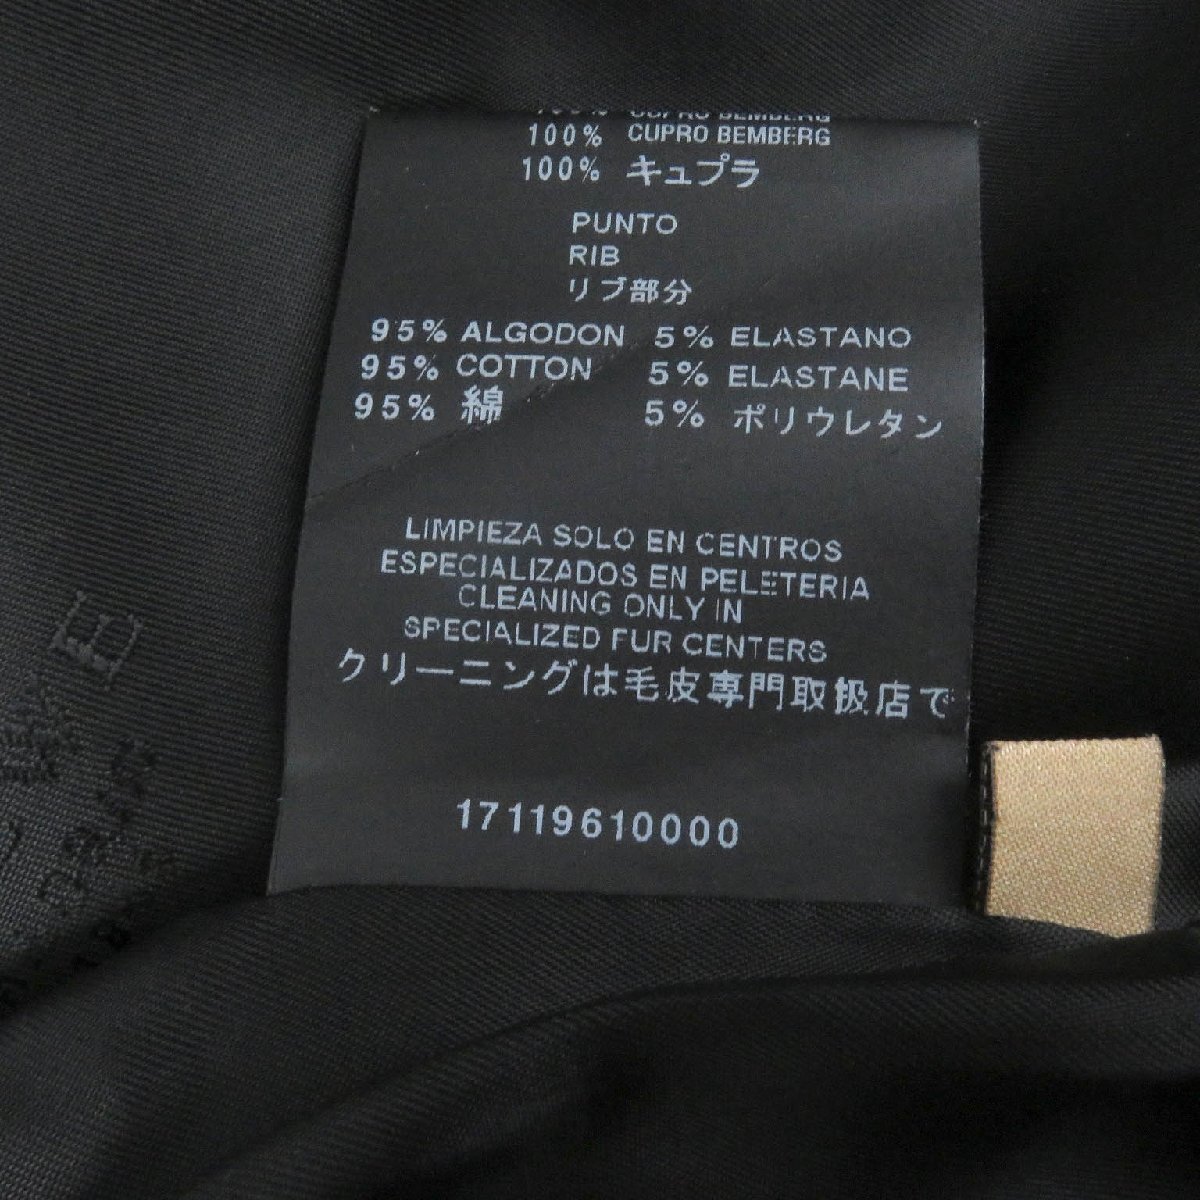 100% CUPRO BEMBERG
100% CUPRO BEMBERG
100% キュプラ
PUNTO
RIB
リブ部分
95% ALGODON 5% ELASTANO
95% COTTON 5% ELASTANE
95% 綿 5% ポリウレタン
LIMPIEZA SOLO EN CENTROS
ESPECIALIZADOS EN PELETERIA
CLEANING ONLY IN
SPECIALIZED FUR CENTERS
クリーニングは毛皮専門取扱店で
17119610000